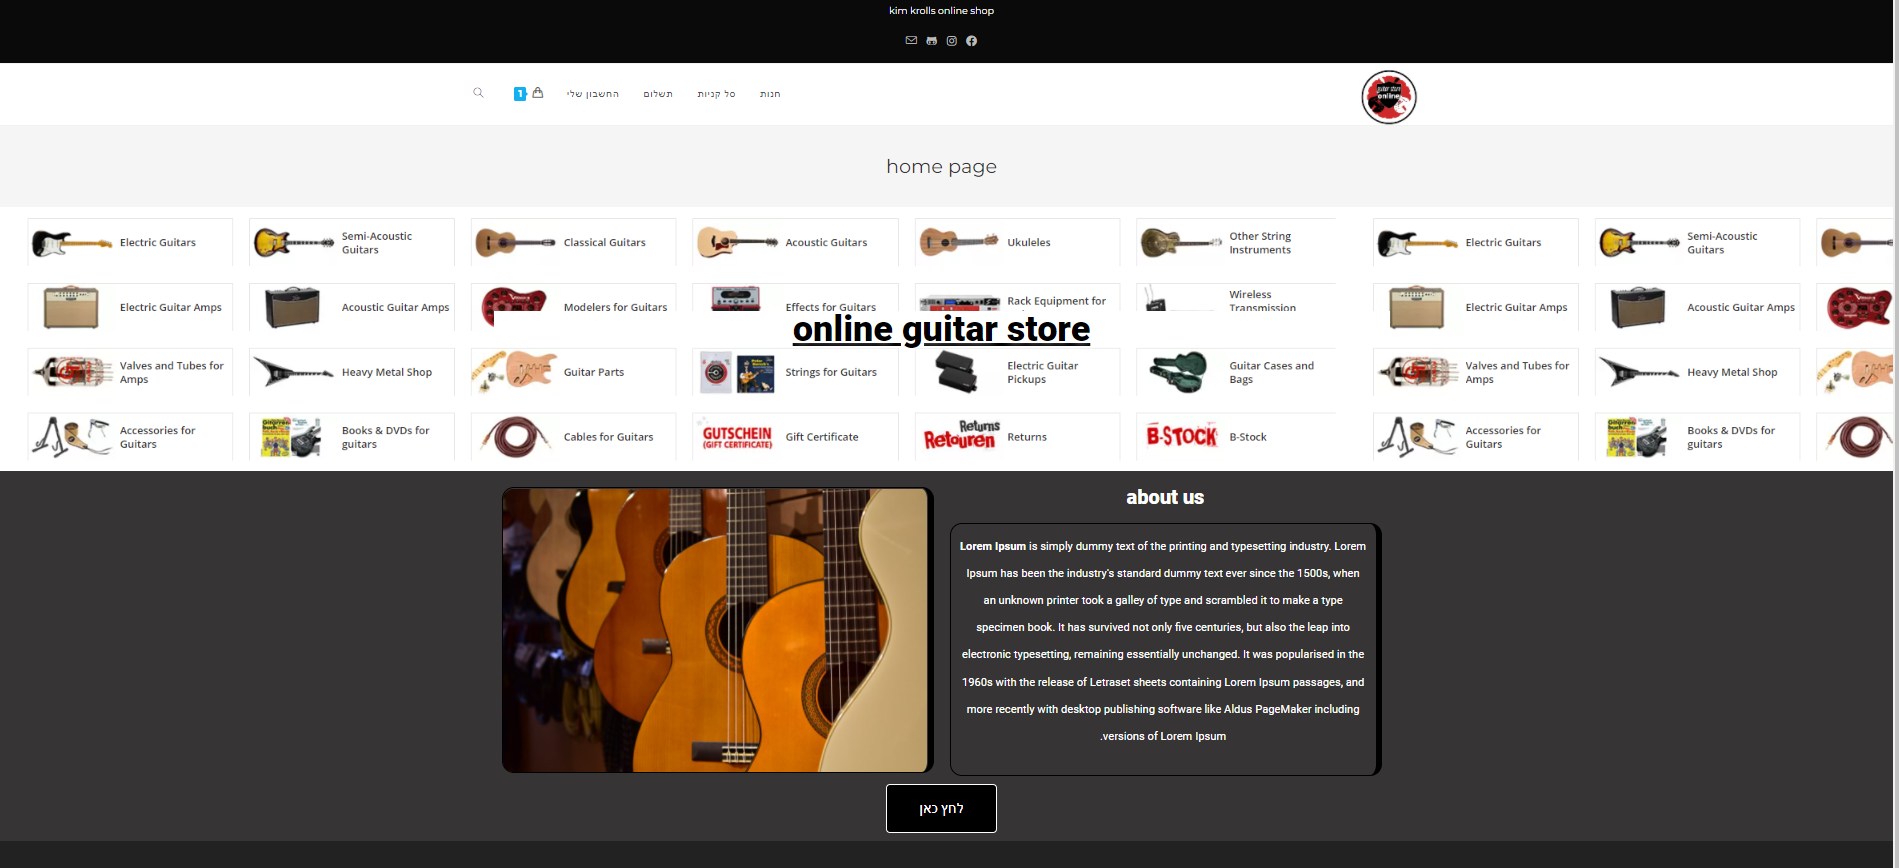 kim krolls online shop
חנות
סל קניות
תשלום
החשבון שלי
1
guitar store
online
home page
Electric Guitars
Semi-Acoustic
Guitars
Classical Guitars
Acoustic Guitars
Ukuleles
Other String
Instruments
Electric Guitars
Semi-Acoustic
Guitars
Electric Guitar Amps
Acoustic Guitar Amps
Modelers for Guitars
Effects for Guitars
Rack Equipment for
Wireless
Transmission
Electric Guitar Amps
Acoustic Guitar Amps
online guitar store
Valves and Tubes for
Amps
Heavy Metal Shop
Guitar Parts
Strings for Guitars
Electric Guitar
Pickups
Guitar Cases and
Bags
Valves and Tubes for
Amps
Heavy Metal Shop
Accessories for
Guitars
Books & DVDs for
guitars
Cables for Guitars
GUTSCHEIN
(GIFT CERTIFICATE)
Gift Certificate
Returns
Retouren
Returns
B-STOCK
B-Stock
Accessories for
Guitars
Books & DVDs for
guitars
about us
Lorem Ipsum is simply dummy text of the printing and typesetting industry. Lorem
Ipsum has been the industry's standard dummy text ever since the 1500s, when
an unknown printer took a galley of type and scrambled it to make a type
specimen book. It has survived not only five centuries, but also the leap into
electronic typesetting, remaining essentially unchanged. It was popularised in the
1960s with the release of Letraset sheets containing Lorem Ipsum passages, and
more recently with desktop publishing software like Aldus PageMaker including
.versions of Lorem Ipsum
לחץ כאן